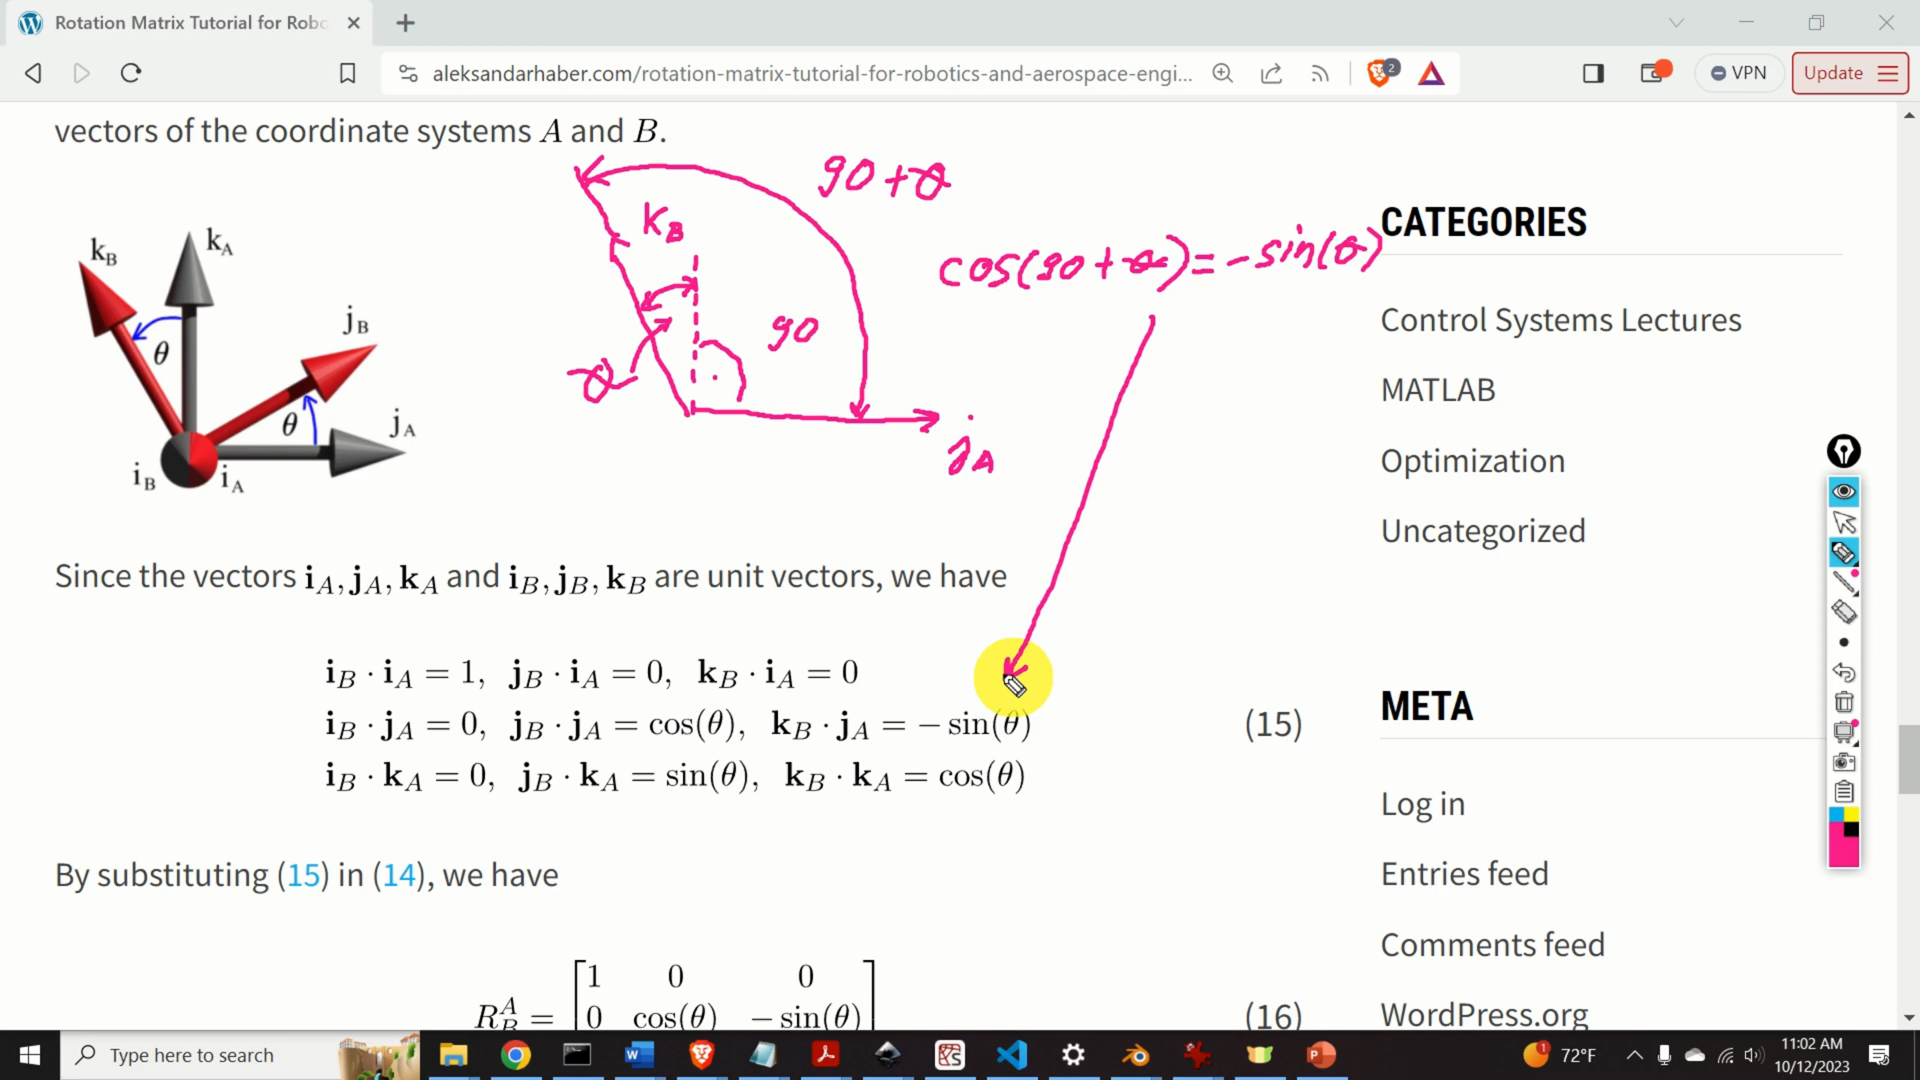 Rotation Matrix Tutorial for Robo
aleksandarhaber.com/rotation-matrix-tutorial-for-robotics-and-aerospace-engi...
2
VPN
Update
vectors of the coordinate systems A and B.
90+θ
k_B
cos(90+θ)=-sin(θ)
90
θ
j_A
k_B
k_A
θ
j_B
θ
j_A
i_B
i_A
Since the vectors i_A, j_A, k_A and i_B, j_B, k_B are unit vectors, we have
i_B · i_A = 1, j_B · i_A = 0, k_B · i_A = 0
i_B · j_A = 0, j_B · j_A = cos(θ), k_B · j_A = − sin(θ) (15)
i_B · k_A = 0, j_B · k_A = sin(θ), k_B · k_A = cos(θ)
By substituting (15) in (14), we have
1 0 0
R_B^A = 0 cos(θ) − sin(θ) (16)
CATEGORIES
Control Systems Lectures
MATLAB
Optimization
Uncategorized
META
Log in
Entries feed
Comments feed
WordPress.org
Type here to search
1
72°F
11:02 AM
10/12/2023